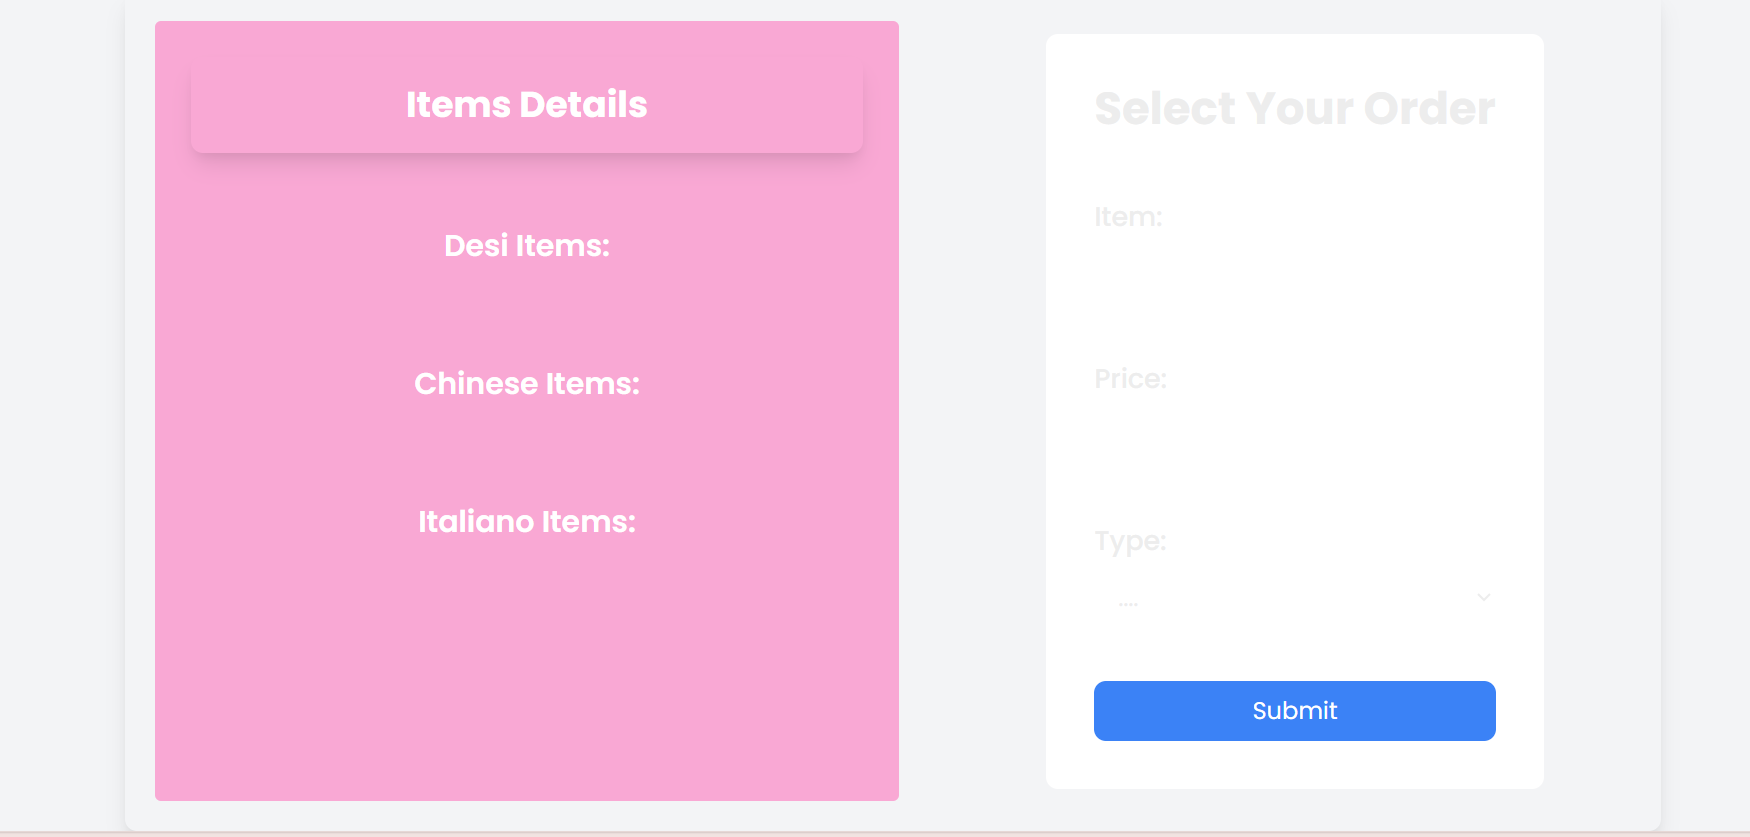 Items Details
Desi Items:
Chinese Items:
Italiano Items:
Select Your Order
Item:
Price:
Type:
....
Submit